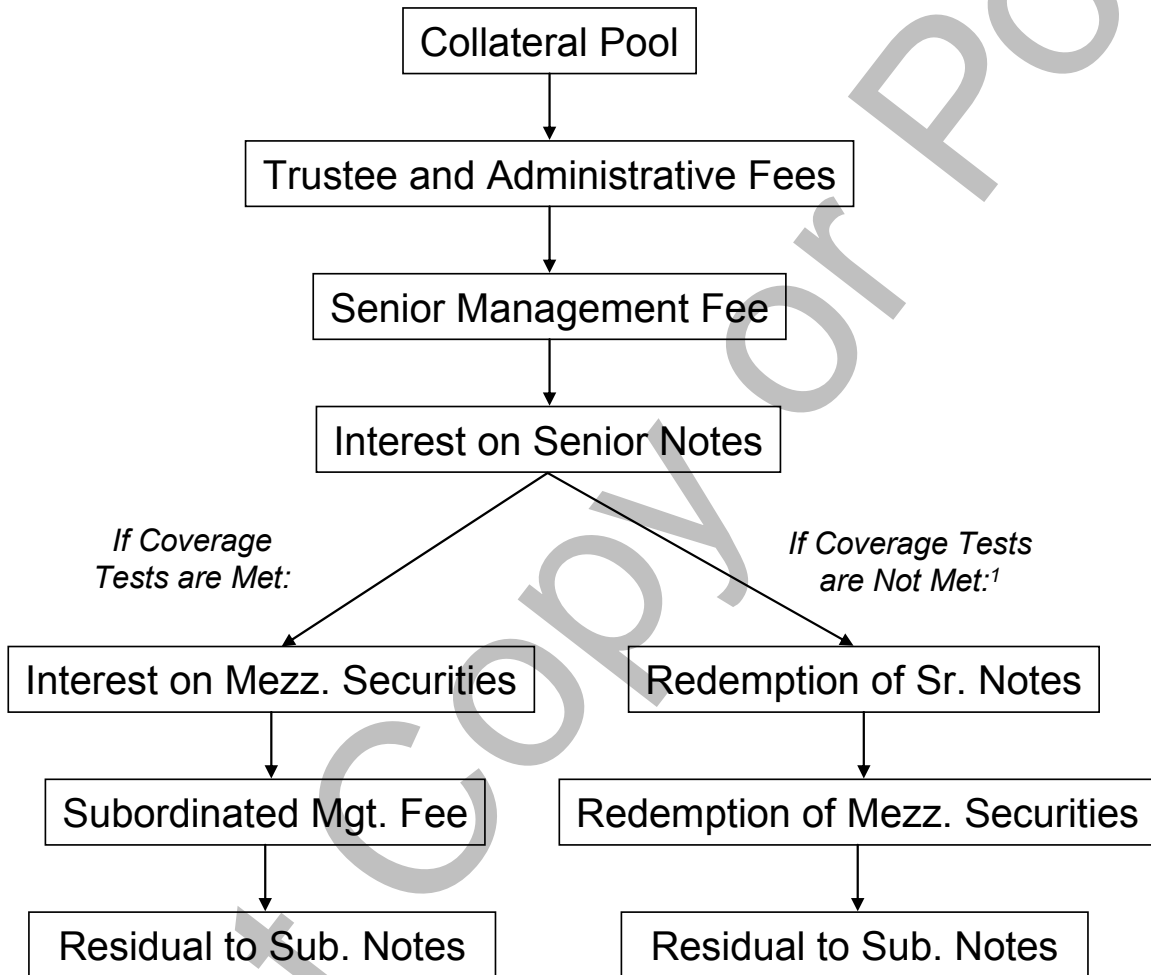 Collateral Pool
Trustee and Administrative Fees
Senior Management Fee
Interest on Senior Notes
If Coverage
Tests are Met:
If Coverage Tests
are Not Met:1
Interest on Mezz. Securities
Redemption of Sr. Notes
Subordinated Mgt. Fee
Redemption of Mezz. Securities
Residual to Sub. Notes
Residual to Sub. Notes
Copy or